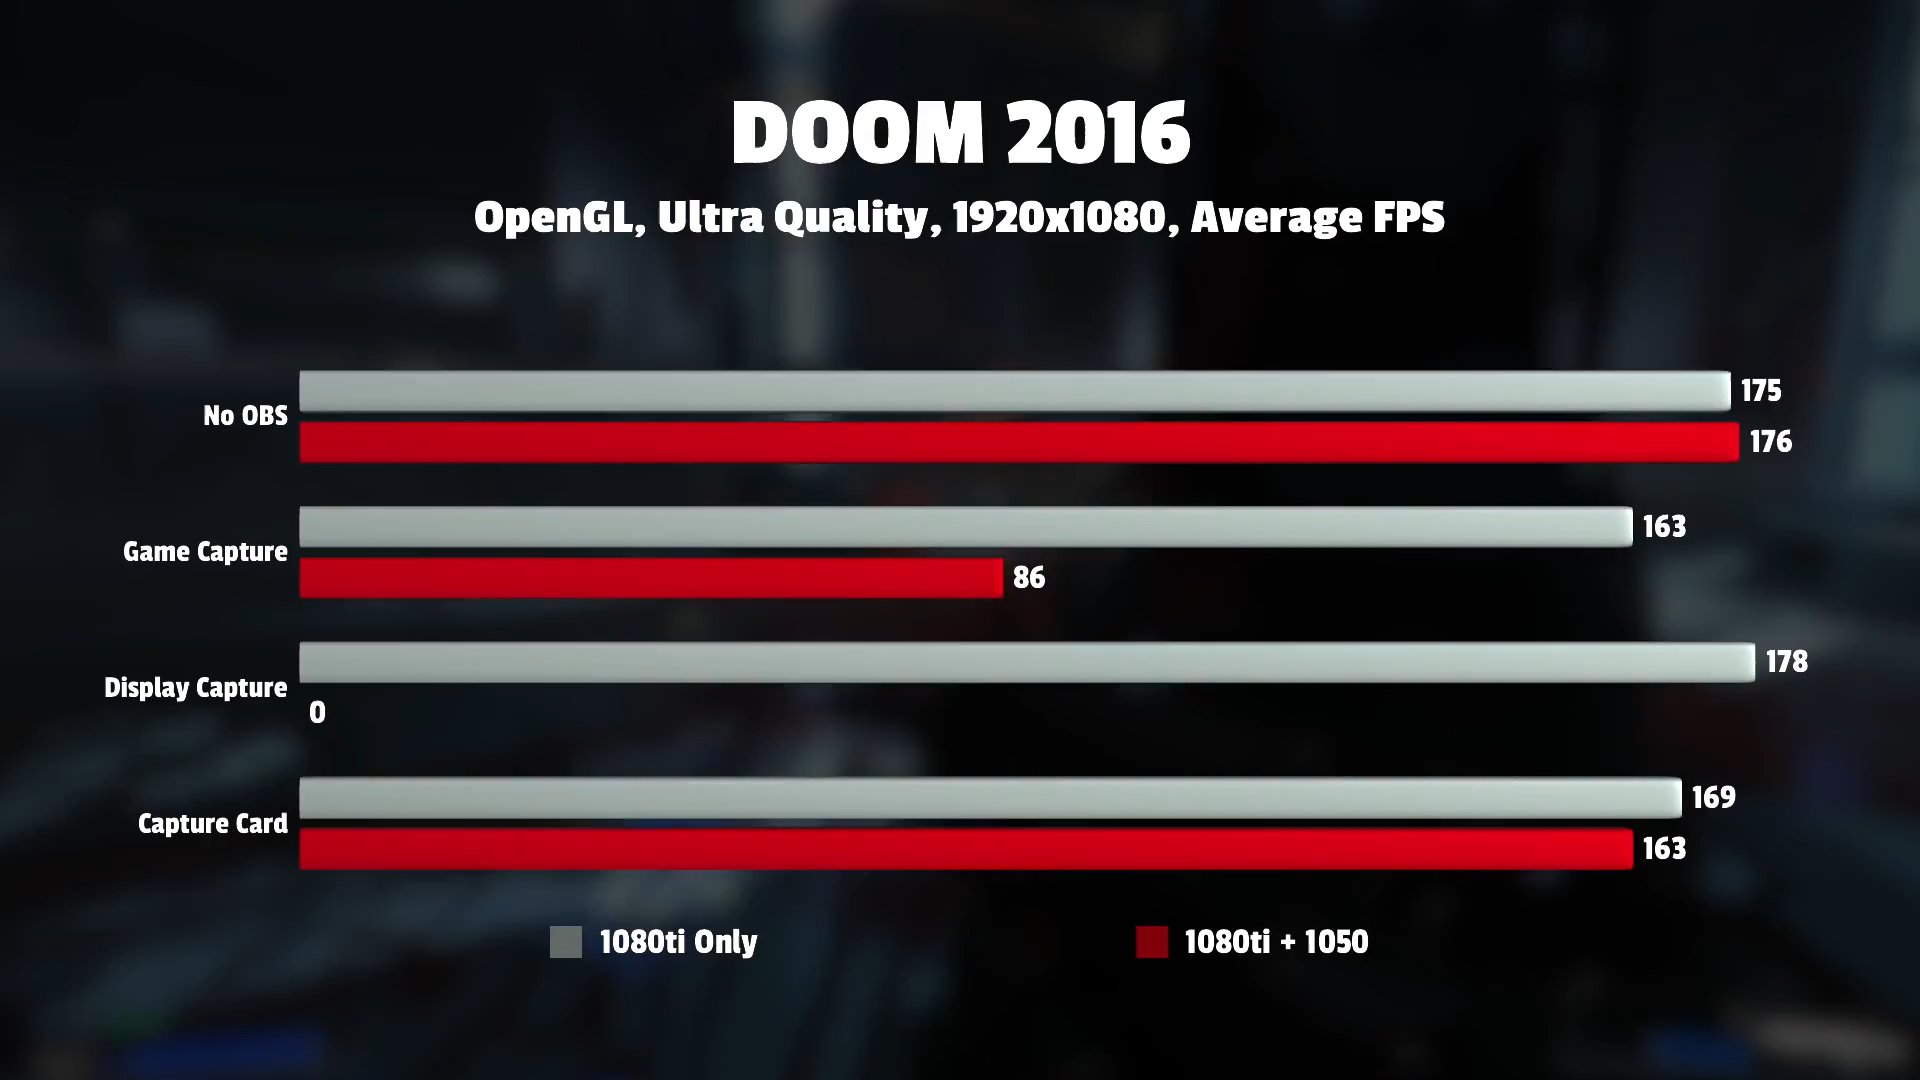 DOOM 2016
OpenGL, Ultra Quality, 1920x1080, Average FPS
No OBS
175
176
Game Capture
163
86
Display Capture
178
0
Capture Card
169
163
1080ti Only
1080ti + 1050